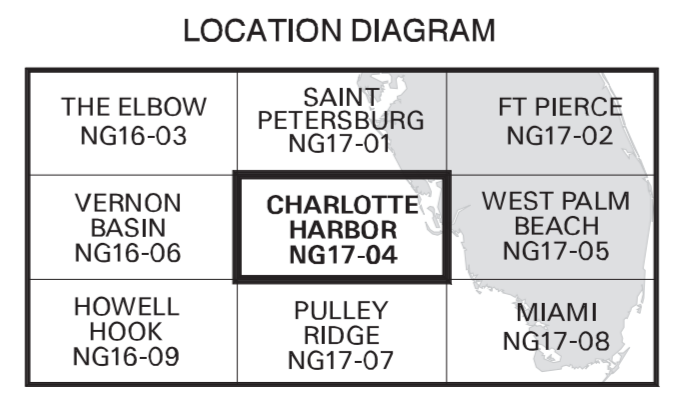 LOCATION DIAGRAM
THE ELBOW
NG16-03
SAINT
PETERSBURG
NG17-01
FT PIERCE
NG17-02
VERNON
BASIN
NG16-06
CHARLOTTE
HARBOR
NG17-04
WEST PALM
BEACH
NG17-05
HOWELL
HOOK
NG16-09
PULLEY
RIDGE
NG17-07
MIAMI
NG17-08